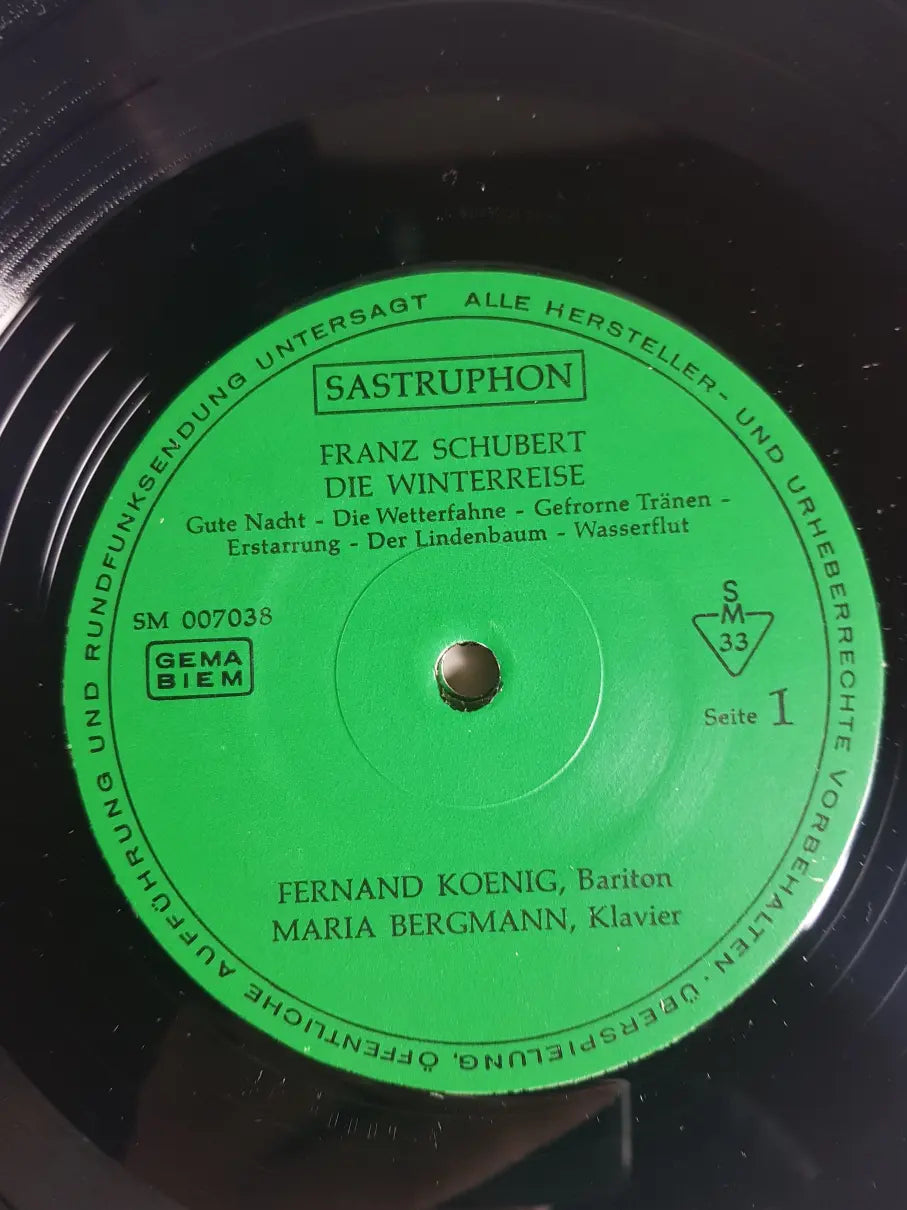 ALLE HERSTELLER- UND URHEBERRECHTE VORBEHALTEN · ÜBERSPIELUNG, ÖFFENTLICHE AUFFÜHRUNG UND RUNDFUNKSENDUNG UNTERSAGT
SASTRUPHON
FRANZ SCHUBERT
DIE WINTERREISE
Gute Nacht - Die Wetterfahne - Gefrorne Tränen -
Erstarrung - Der Lindenbaum - Wasserflut
SM 007038
GEMA
BIEM
S
M
33
Seite 1
FERNAND KOENIG, Bariton
MARIA BERGMANN, Klavier